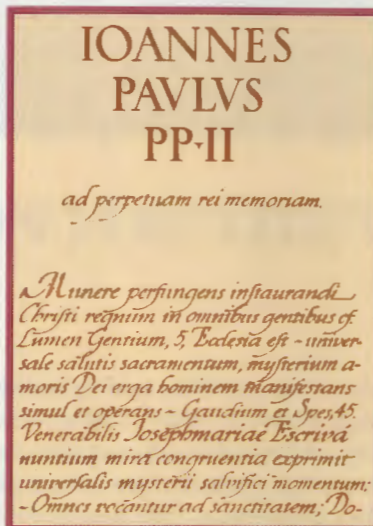 IOANNES
PAVLVS
PP·II
ad perpetuam rei memoriam.
Munere perfungens instaurandi
Christi regnum in omnibus gentibus cf.
Lumen Gentium, 5, Ecclesia est - univer-
sale salutis sacramentum, mysterium a-
moris Dei erga hominem manifestans
simul et operans - Gaudium et Spes, 45.
Venerabilis Josephmariae Escrivá
nuntium mira congruentia exprimit
universalis mysterii salvifici momentum:
- Omnes vocantur ad sanctitatem; Do-